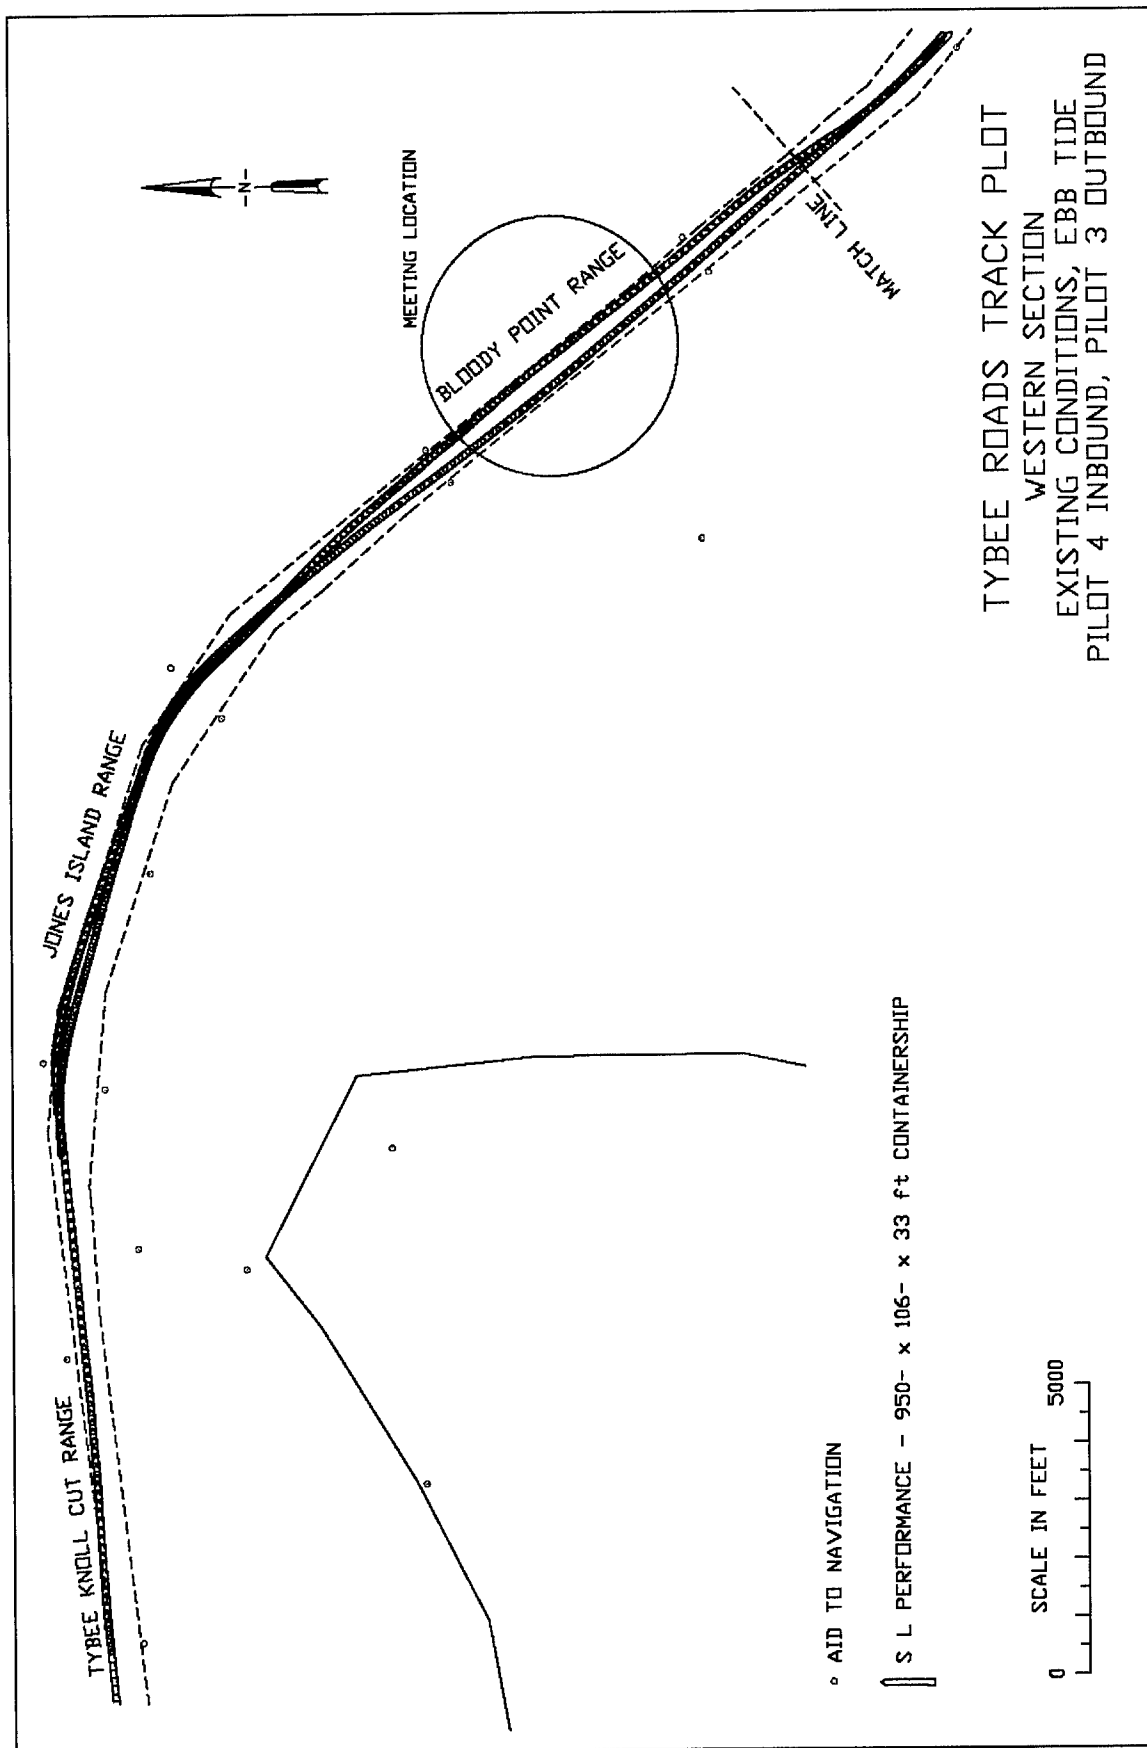 TYBEE KNOLL CUT RANGE
JONES ISLAND RANGE
-N-
MEETING LOCATION
BLOODY POINT RANGE
MATCH LINE
AID TO NAVIGATION
S L PERFORMANCE - 950- x 106- x 33 ft CONTAINERSHIP
SCALE IN FEET
0 5000
TYBEE ROADS TRACK PLOT
WESTERN SECTION
EXISTING CONDITIONS, EBB TIDE
PILOT 4 INBOUND, PILOT 3 OUTBOUND